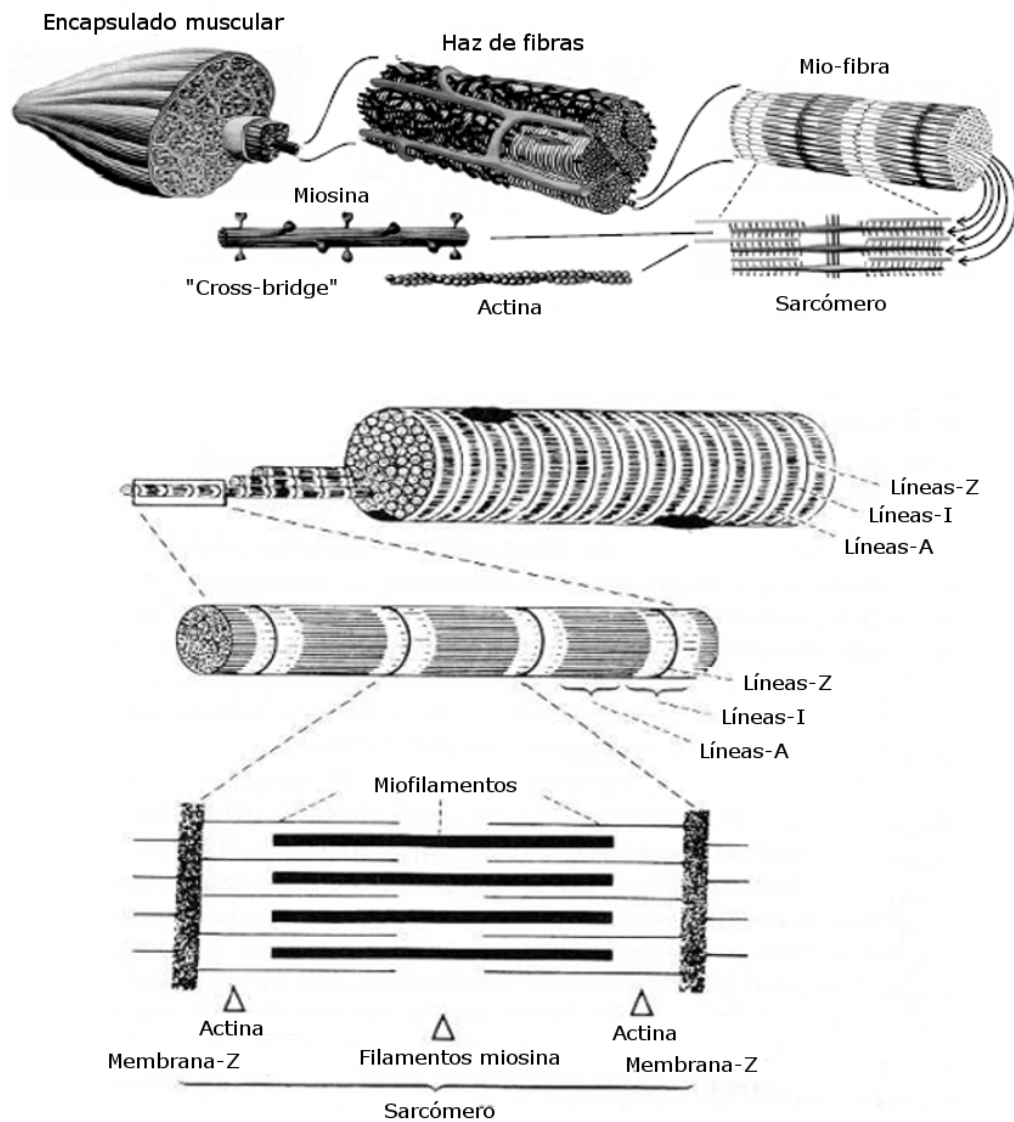 Encapsulado muscular
Haz de fibras
Mio-fibra
Miosina
"Cross-bridge"
Actina
Sarcómero
Líneas-Z
Líneas-I
Líneas-A
Líneas-Z
Líneas-I
Líneas-A
Miofilamentos
Actina
Actina
Membrana-Z
Filamentos miosina
Membrana-Z
Sarcómero